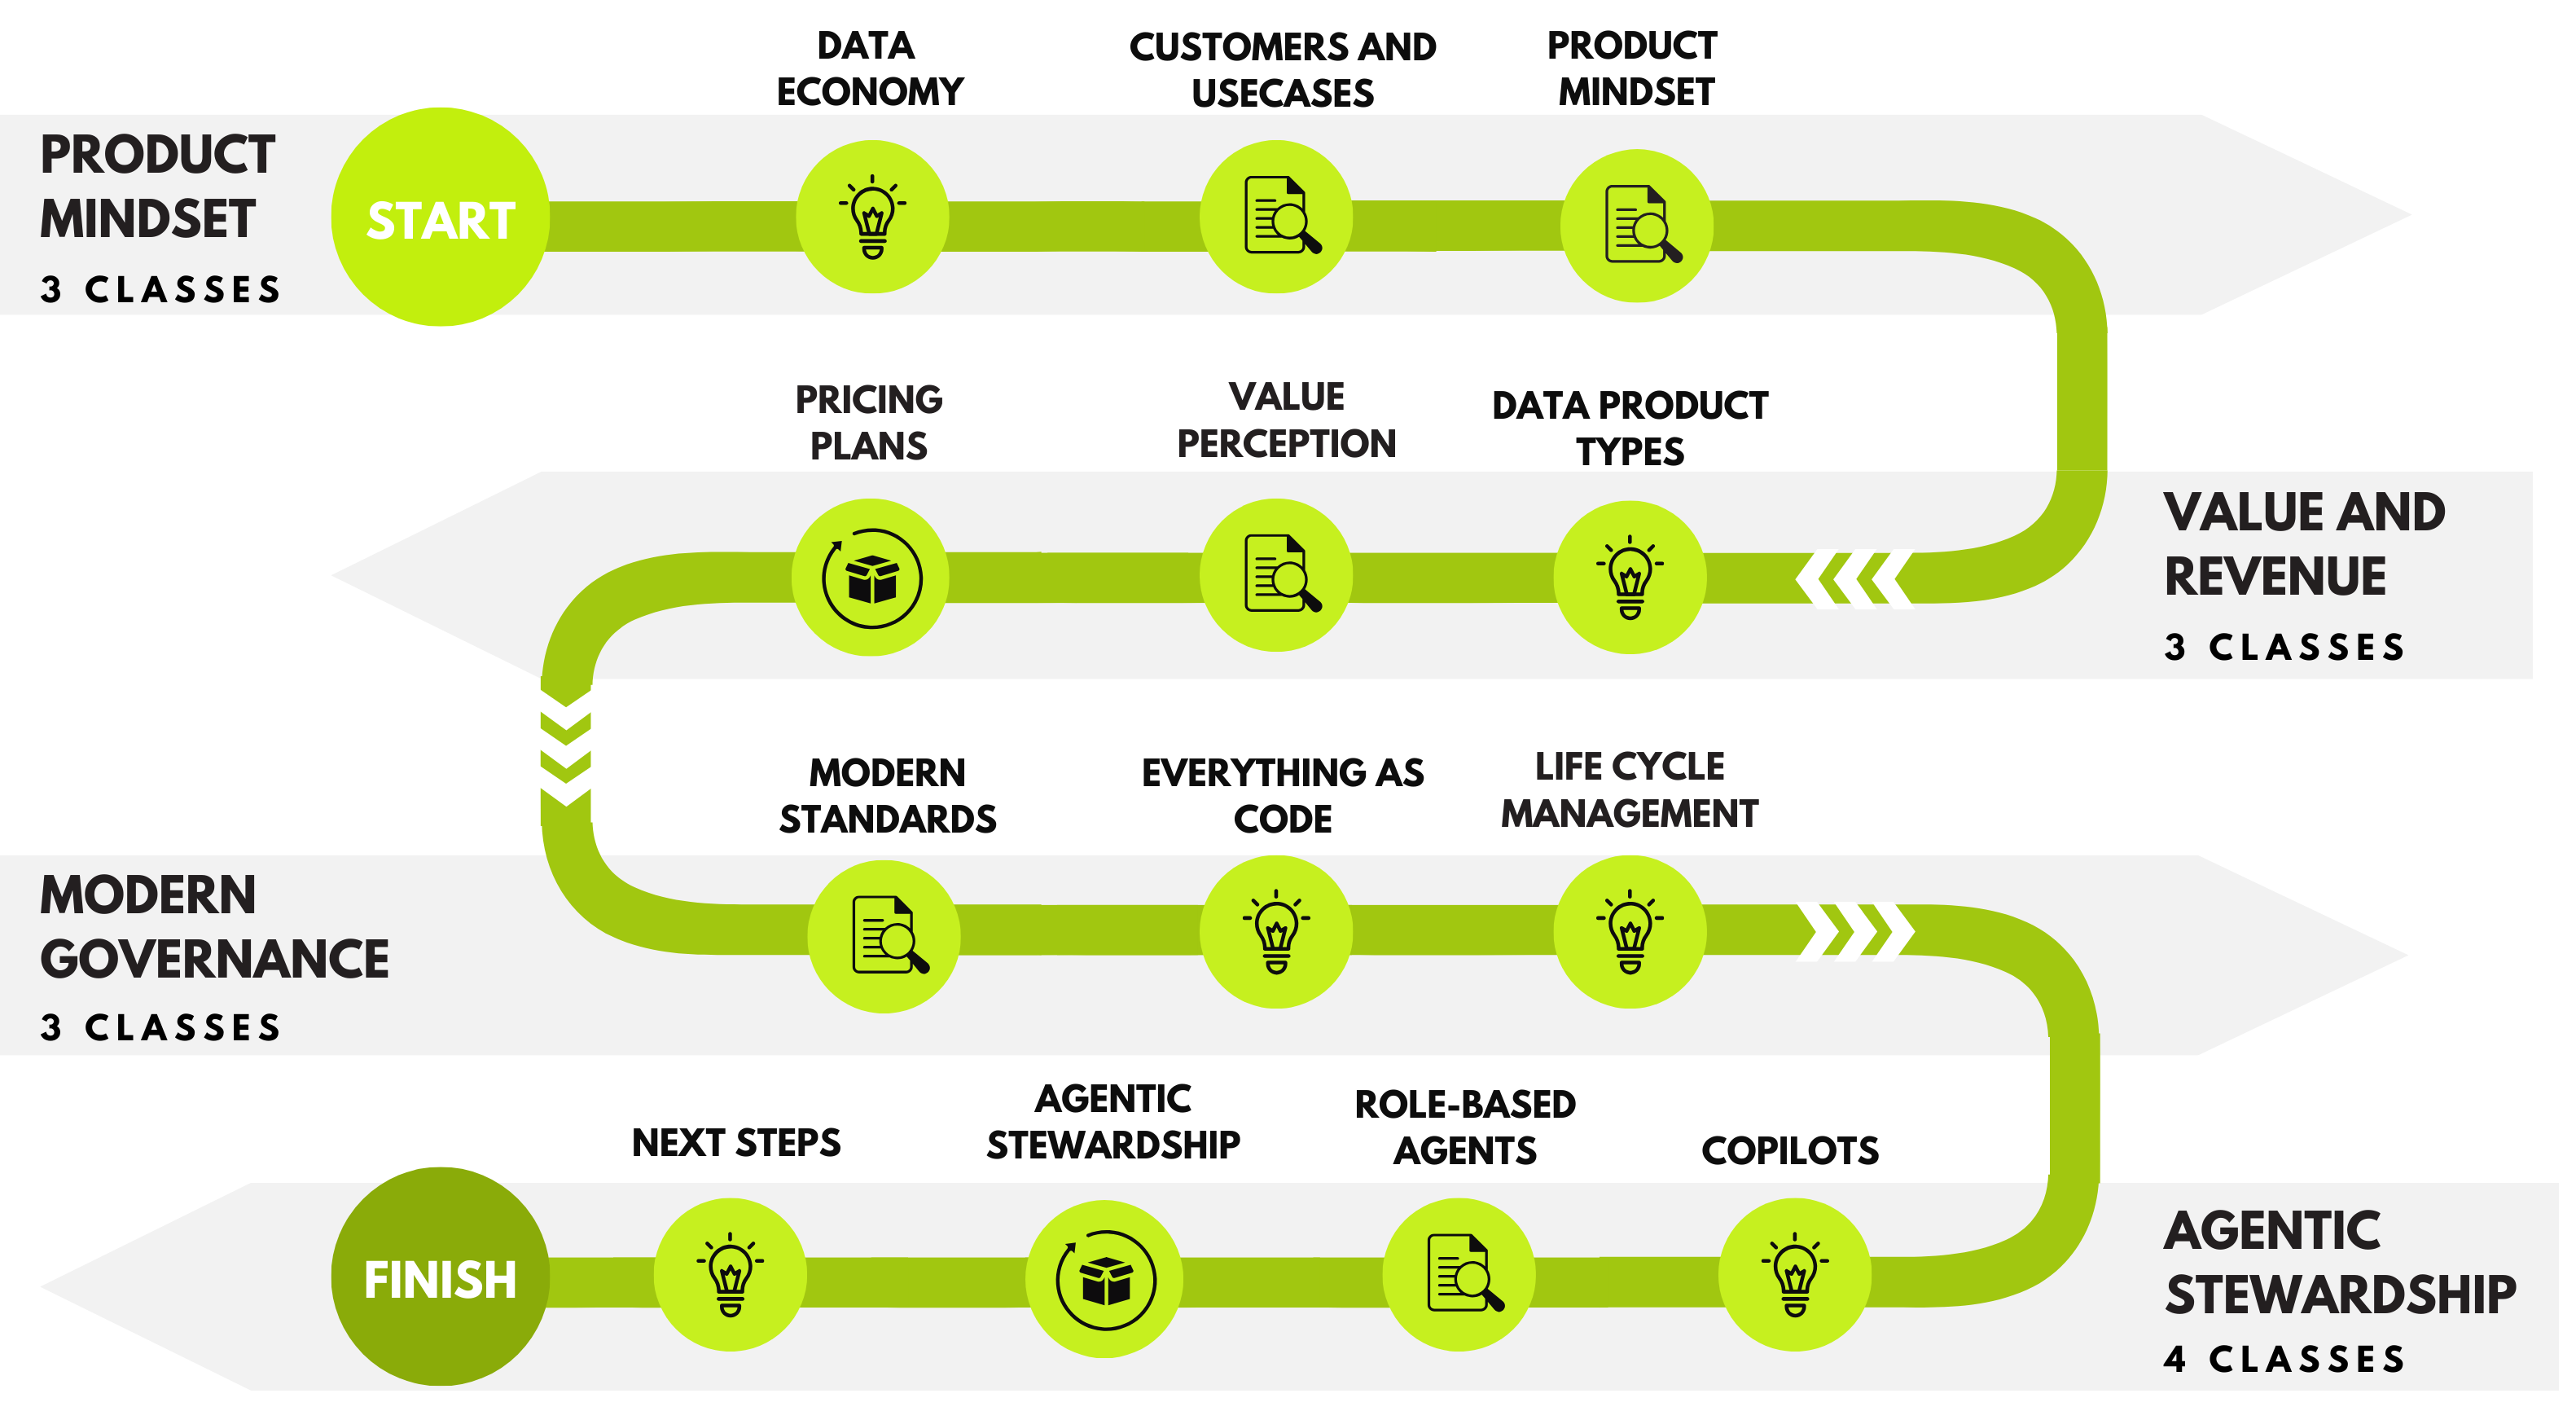 DATA
ECONOMY
CUSTOMERS AND
USECASES
PRODUCT
MINDSET
PRODUCT
MINDSET
3 CLASSES
START
PRICING
PLANS
VALUE
PERCEPTION
DATA PRODUCT
TYPES
VALUE AND
REVENUE
3 CLASSES
MODERN
STANDARDS
EVERYTHING AS
CODE
LIFE CYCLE
MANAGEMENT
MODERN
GOVERNANCE
3 CLASSES
NEXT STEPS
AGENTIC
STEWARDSHIP
ROLE-BASED
AGENTS
COPILOTS
FINISH
AGENTIC
STEWARDSHIP
4 CLASSES